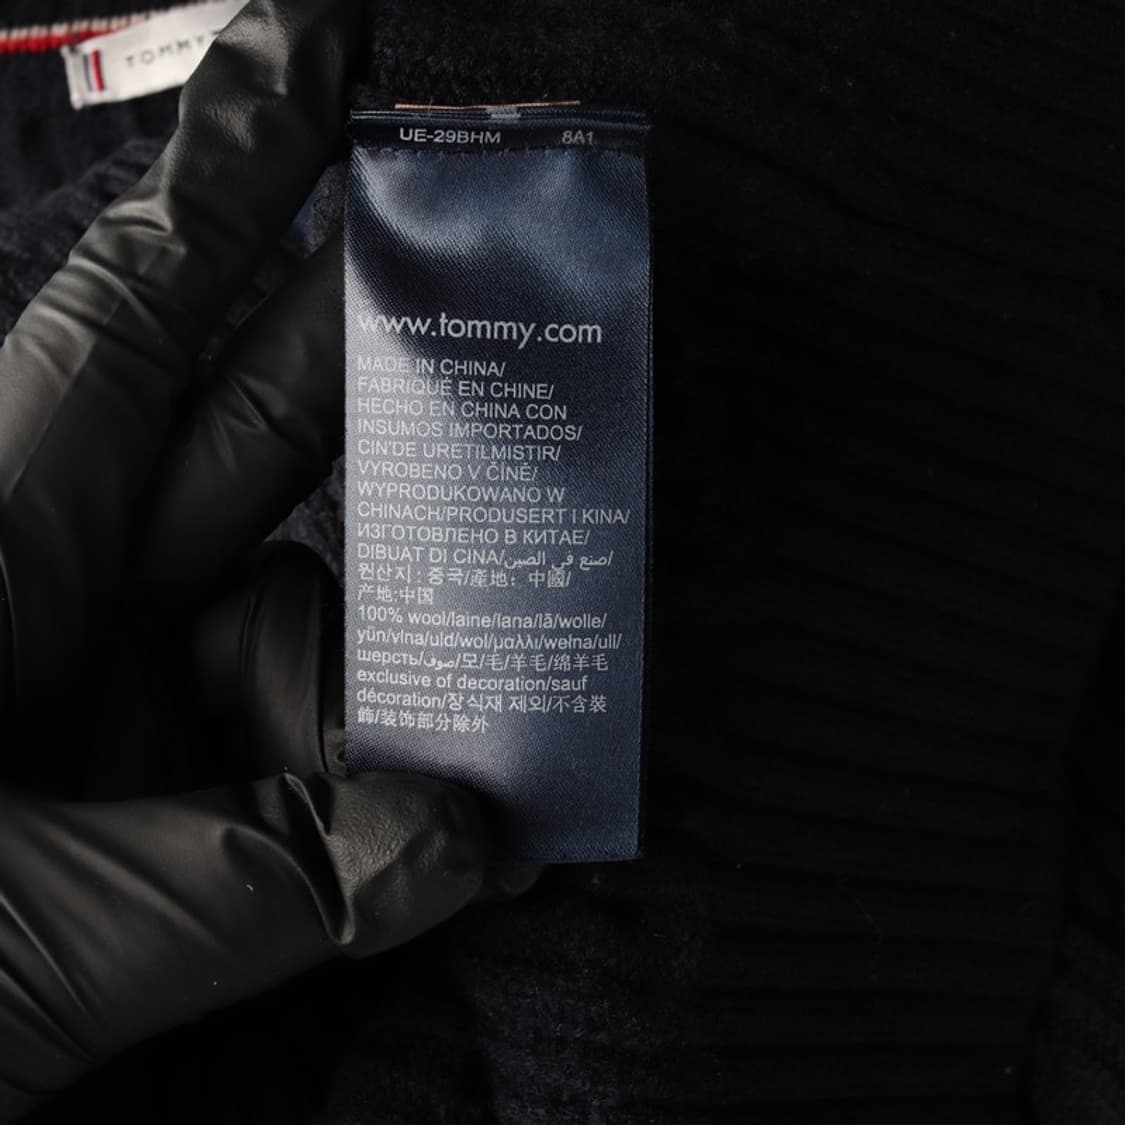 TOMMY
UE-29BHM 8A1
www.tommy.com
MADE IN CHINA/
FABRIQUÉ EN CHINE/
HECHO EN CHINA CON
INSUMOS IMPORTADOS/
CIN'DE URETILMISTIR/
VYROBENO V ČÍNĚ/
WYPRODUKOWANO W
CHINACH/PRODUSERT I KINA/
ИЗГОТОВЛЕНО В КИТАЕ/
DIBUAT DI CINA/صنع في الصين/
원산지 : 중국/產地：中國/
产地:中国
100% wool/laine/lana/lã/wolle/
yün/vlna/uld/wol/μαλλι/wełna/ull/
шерсть/صوف/모/毛/羊毛/绵羊毛
exclusive of decoration/sauf
décoration/장식재 제외/不含裝
飾/装饰部分除外